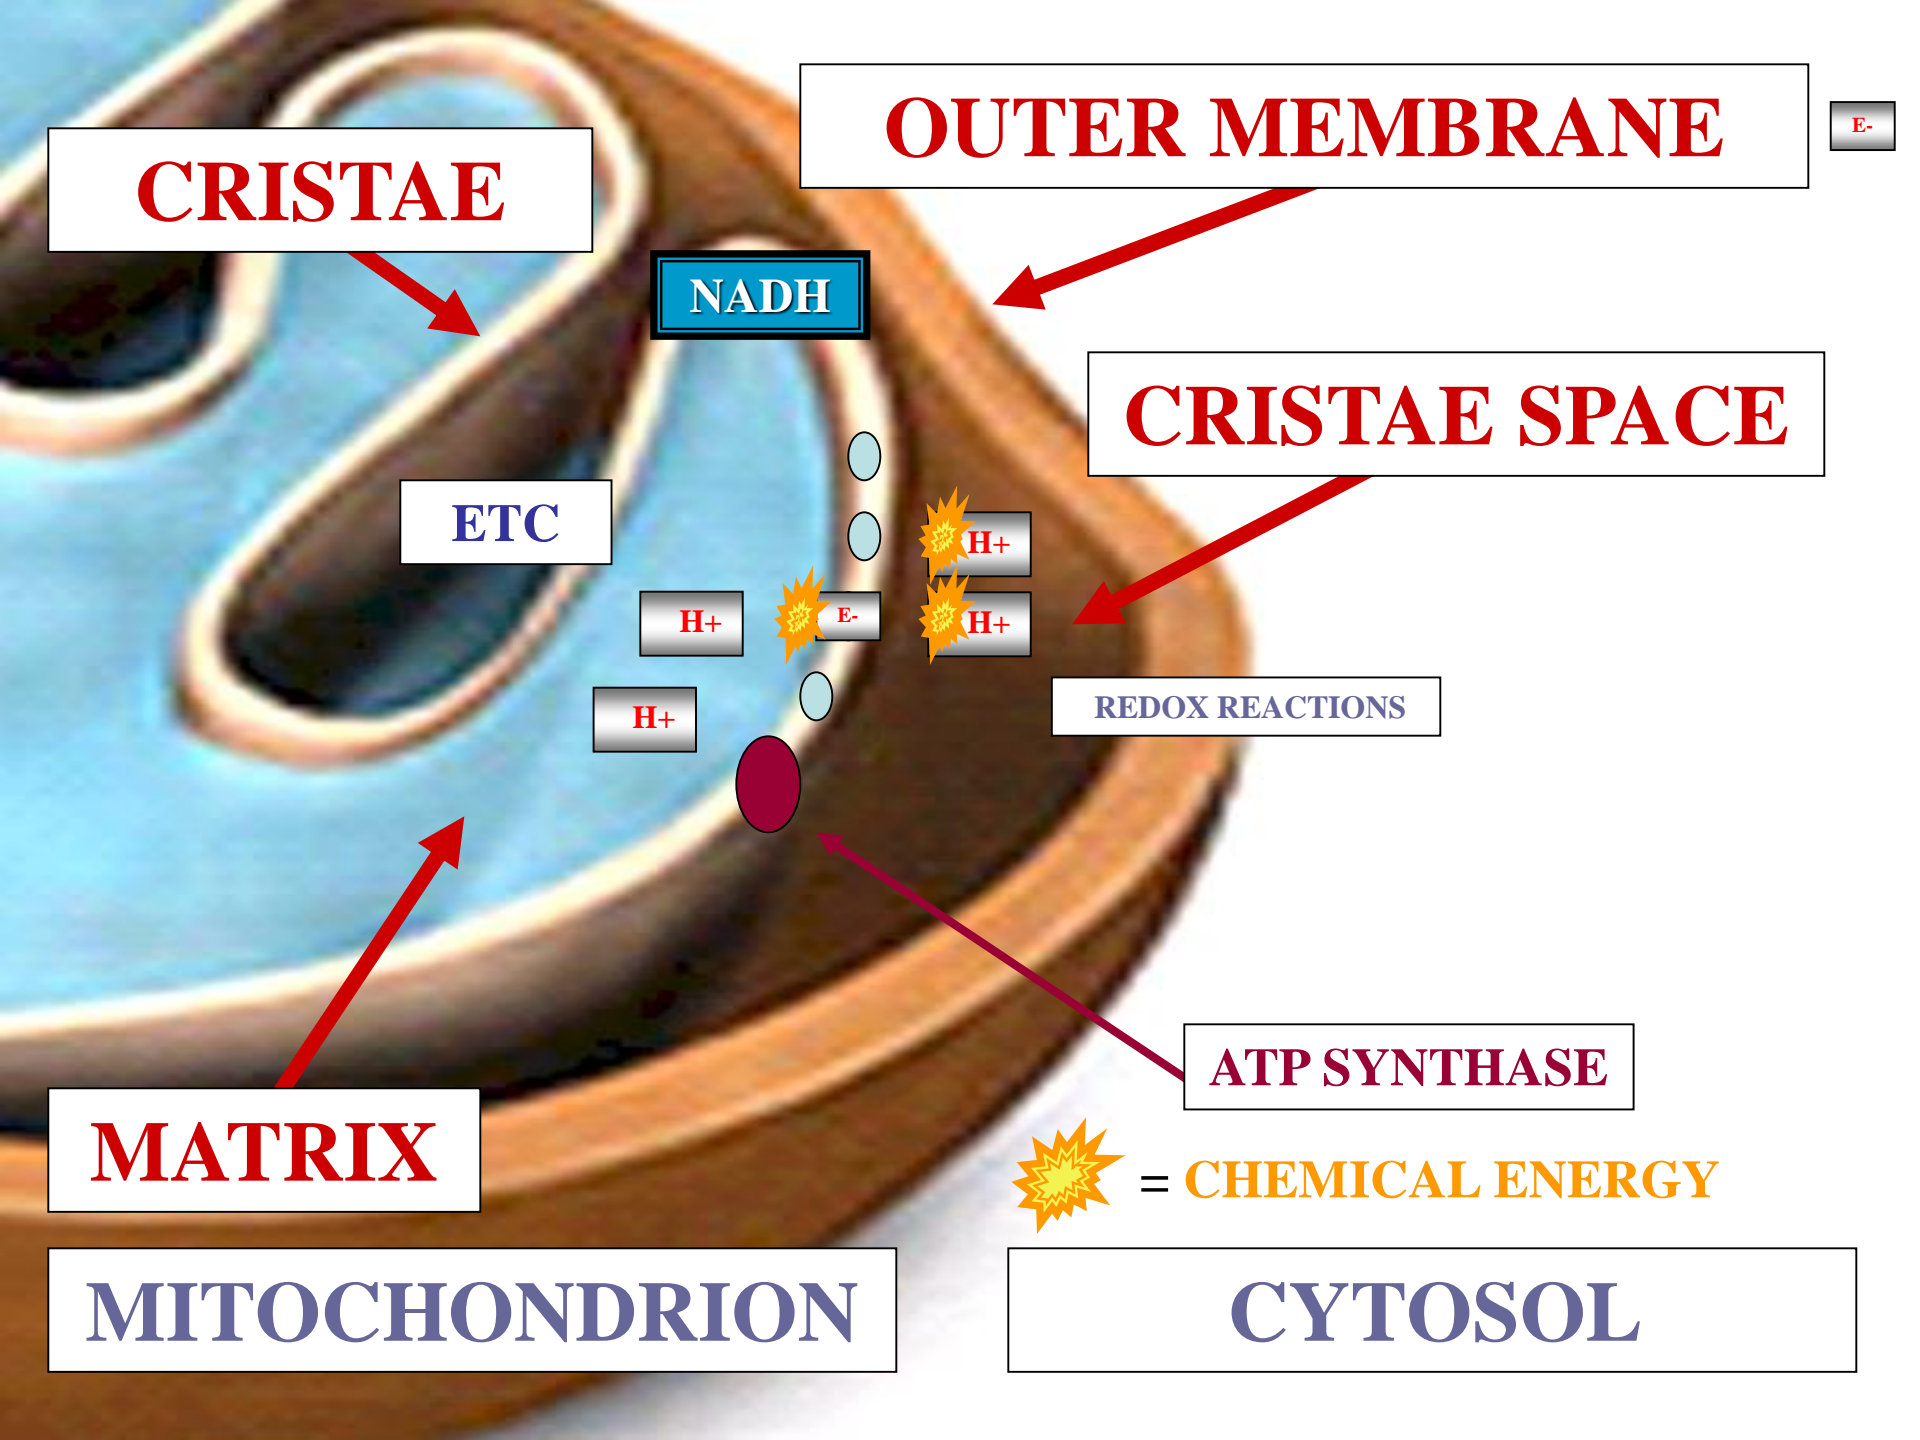 OUTER MEMBRANE
E-
CRISTAE
NADH
CRISTAE SPACE
ETC
H+
H+
E-
H+
H+
REDOX REACTIONS
ATP SYNTHASE
MATRIX
= CHEMICAL ENERGY
MITOCHONDRION
CYTOSOL